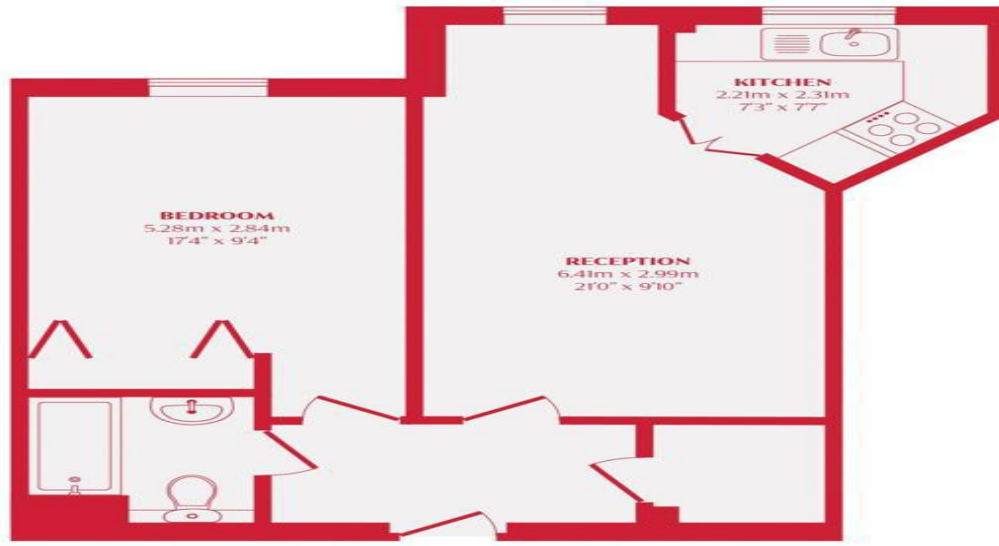 KITCHEN
2.21m x 2.31m
7'3" x 7'7"
BEDROOM
5.28m x 2.84m
17'4" x 9'4"
RECEPTION
6.41m x 2.99m
21'0" x 9'10"